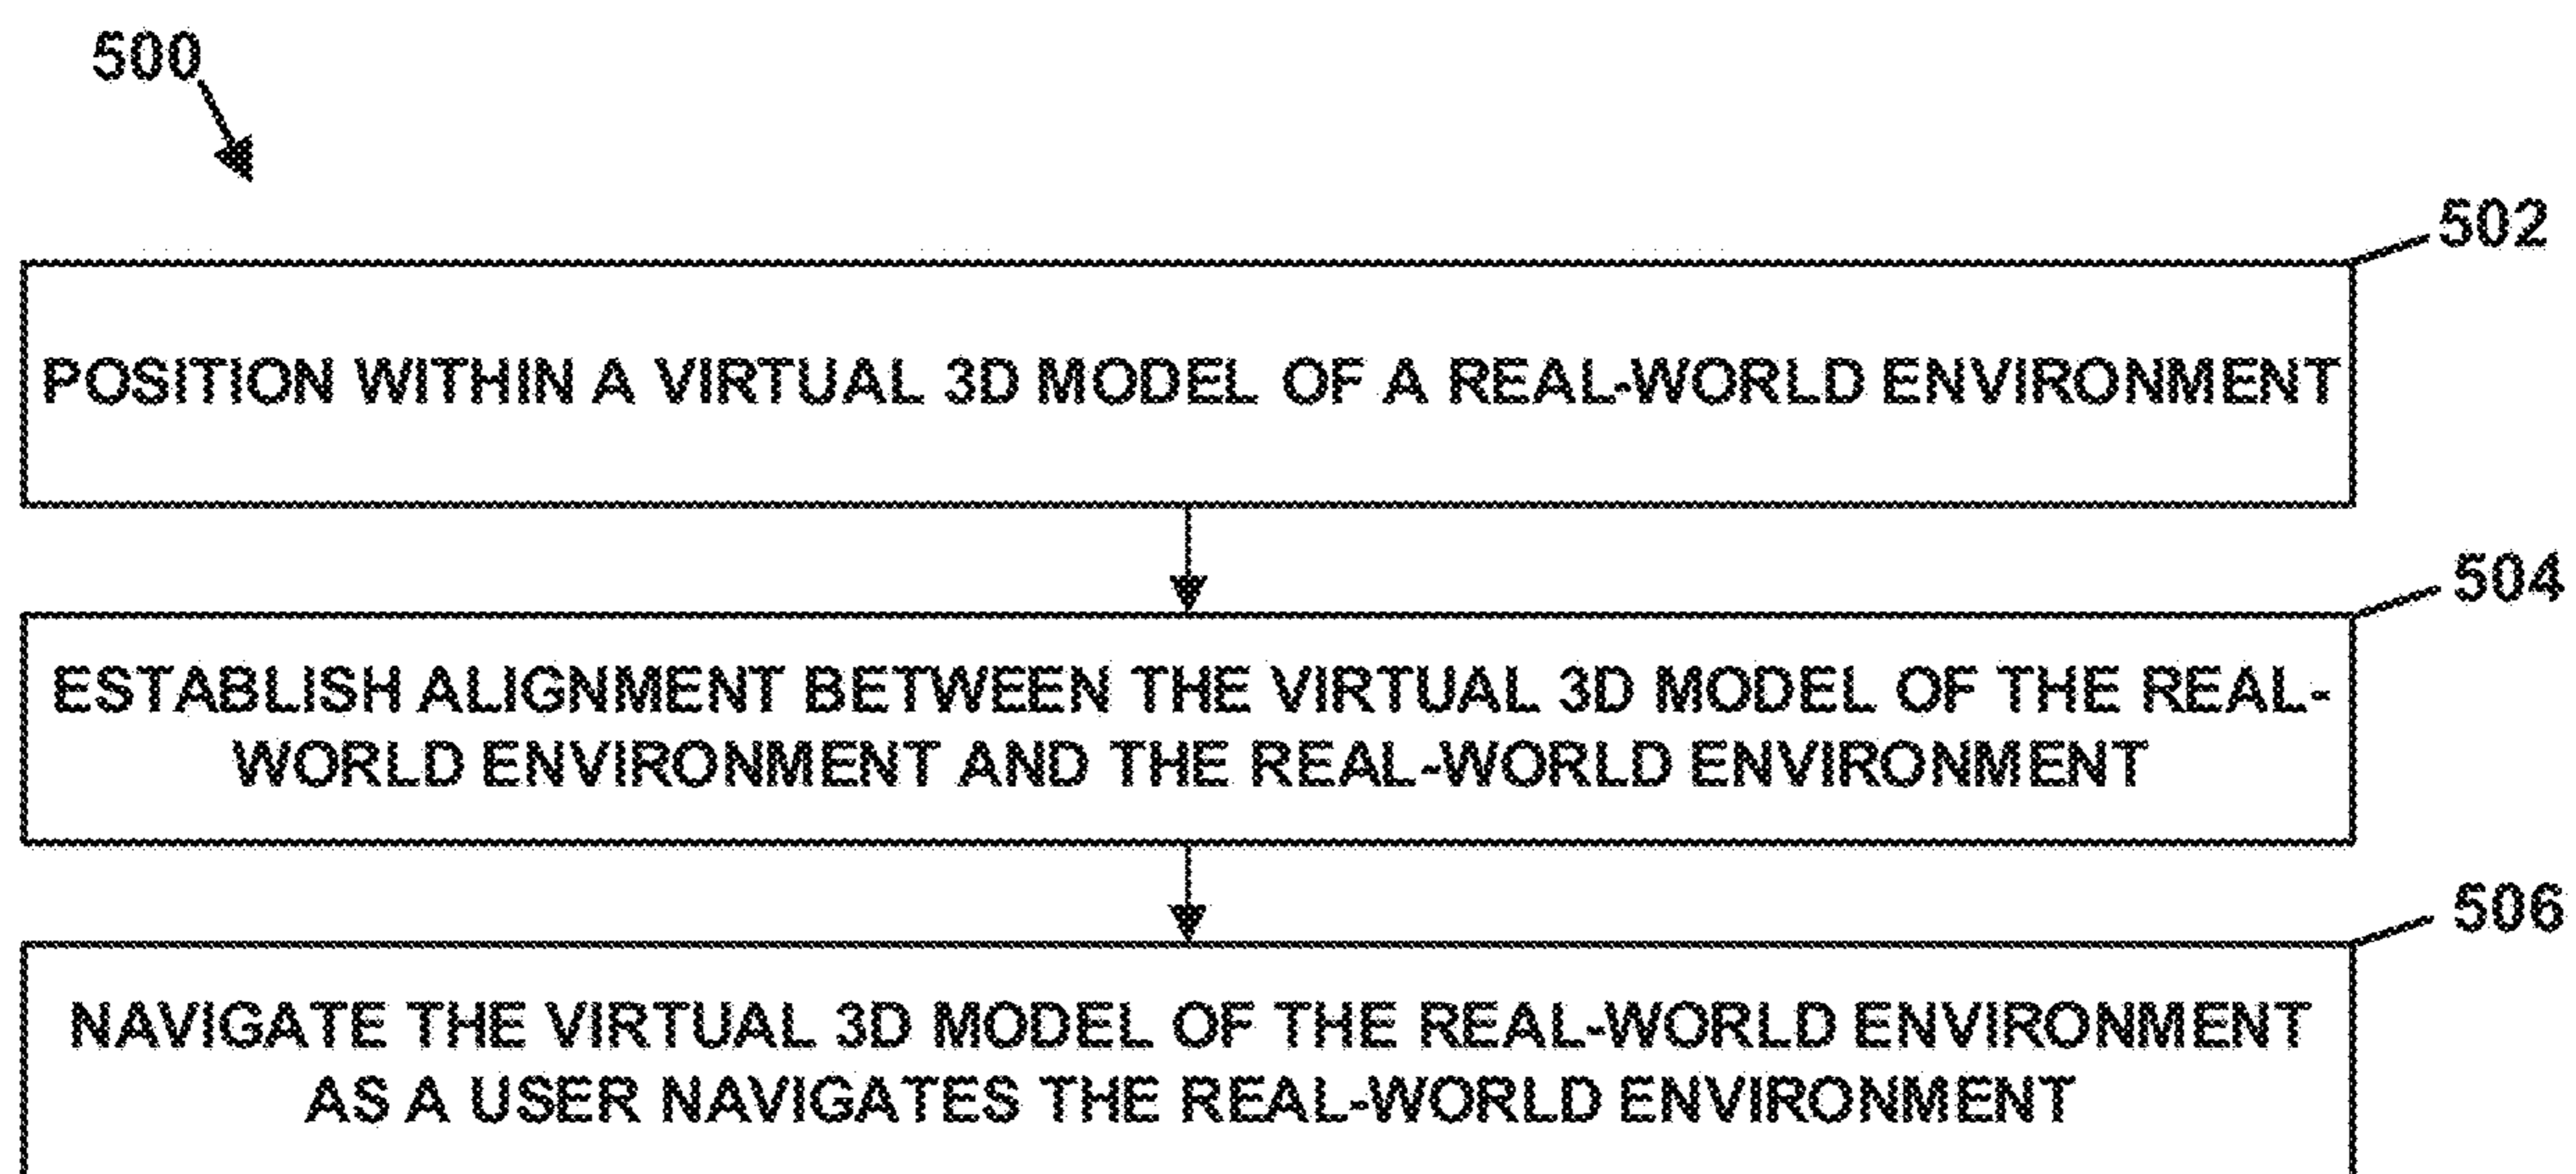 500
502
POSITION WITHIN A VIRTUAL 3D MODEL OF A REAL-WORLD ENVIRONMENT
504
ESTABLISH ALIGNMENT BETWEEN THE VIRTUAL 3D MODEL OF THE REAL-
WORLD ENVIRONMENT AND THE REAL-WORLD ENVIRONMENT
506
NAVIGATE THE VIRTUAL 3D MODEL OF THE REAL-WORLD ENVIRONMENT
AS A USER NAVIGATES THE REAL-WORLD ENVIRONMENT